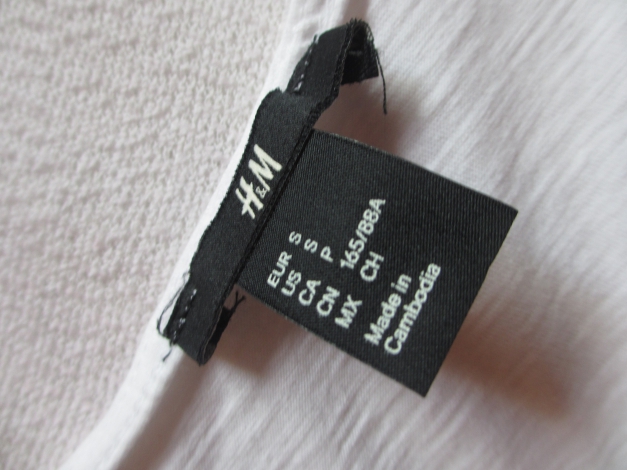 H&M
EUR S
US S
CA P
CN 165/88A
MX CH
Made in
Cambodia